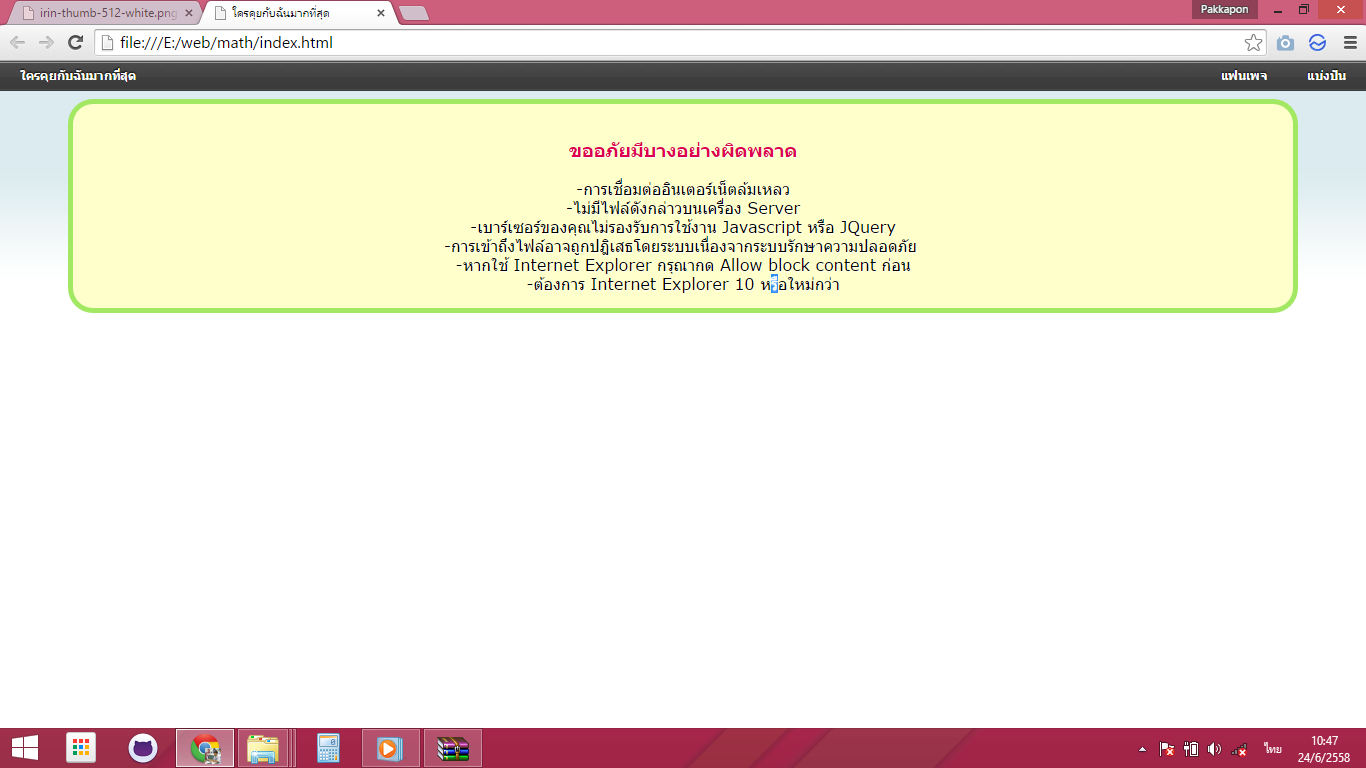 irin-thumb-512-white.png
ใครคุยกับฉันมากที่สุด
Pakkapon
file:///E:/web/math/index.html
ใครคุยกับฉันมากที่สุด
แฟนเพจ
แบ่งปัน
ขออภัยมีบางอย่างผิดพลาด
-การเชื่อมต่ออินเตอร์เน็ตล้มเหลว
-ไม่มีไฟล์ดังกล่าวบนเครื่อง Server
-เบาร์เซอร์ของคุณไม่รองรับการใช้งาน Javascript หรือ JQuery
-การเข้าถึงไฟล์อาจถูกปฎิเสธโดยระบบเนื่องจากระบบรักษาความปลอดภัย
-หากใช้ Internet Explorer กรุณากด Allow block content ก่อน
-ต้องการ Internet Explorer 10 หรือใหม่กว่า
ไทย
10:47
24/6/2558